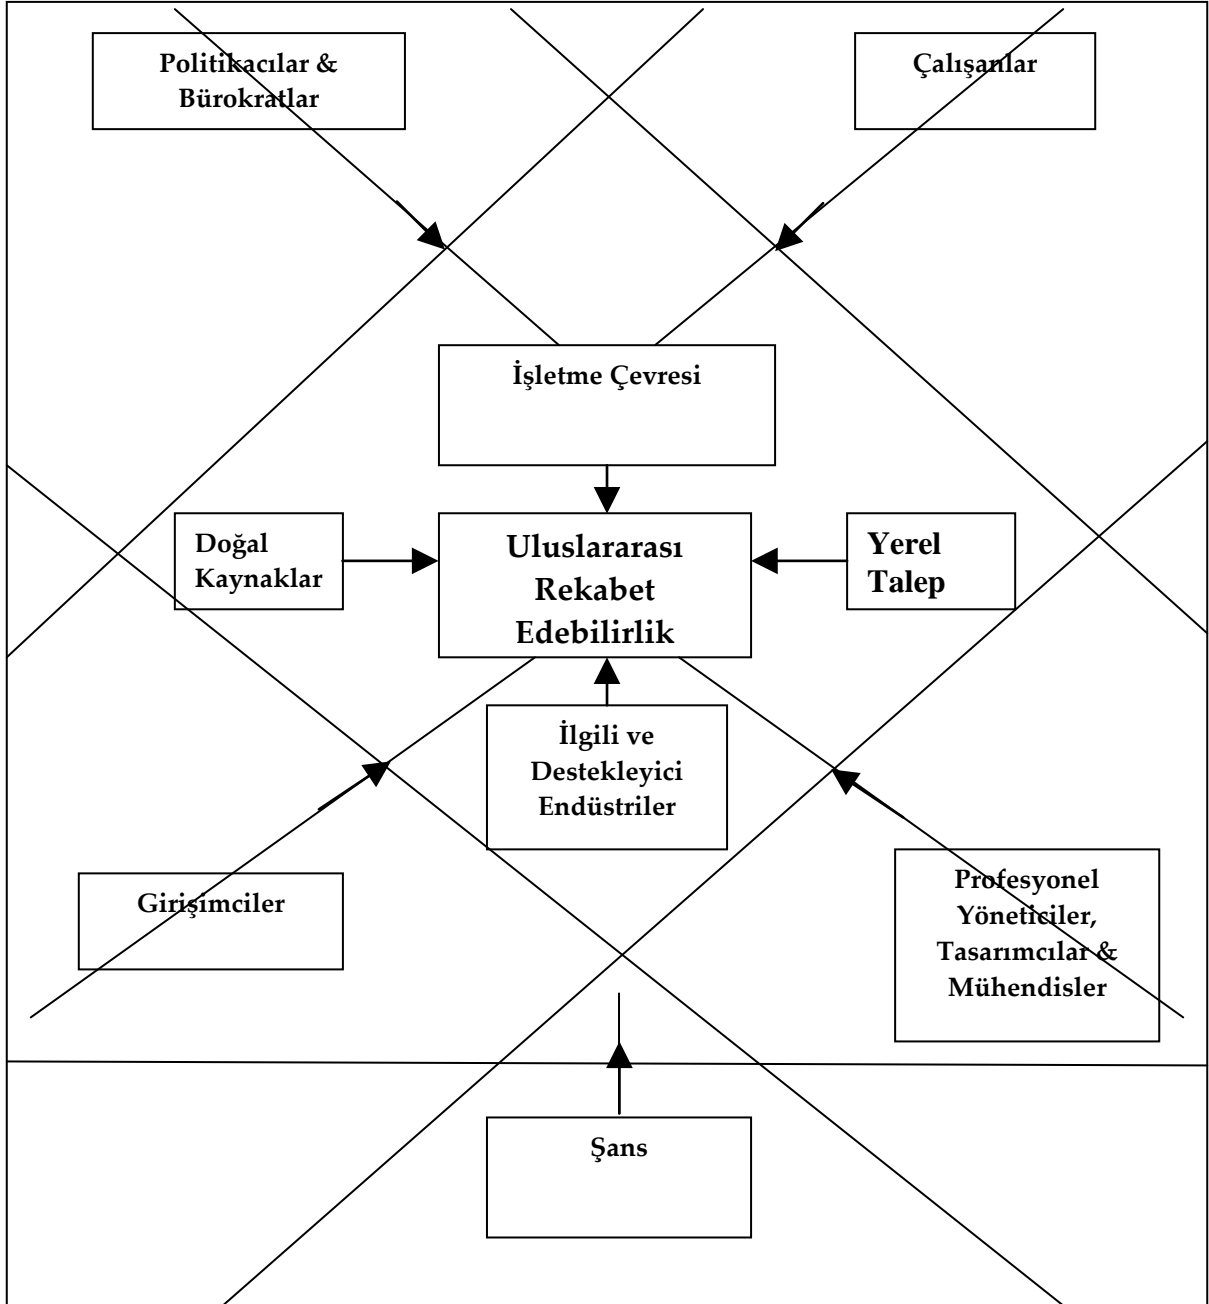 Politikacılar &
Bürokratlar
Çalışanlar
İşletme Çevresi
Doğal
Kaynaklar
Uluslararası
Rekabet
Edebilirlik
Yerel
Talep
İlgili ve
Destekleyici
Endüstriler
Girişimciler
Profesyonel
Yöneticiler,
Tasarımcılar &
Mühendisler
Şans